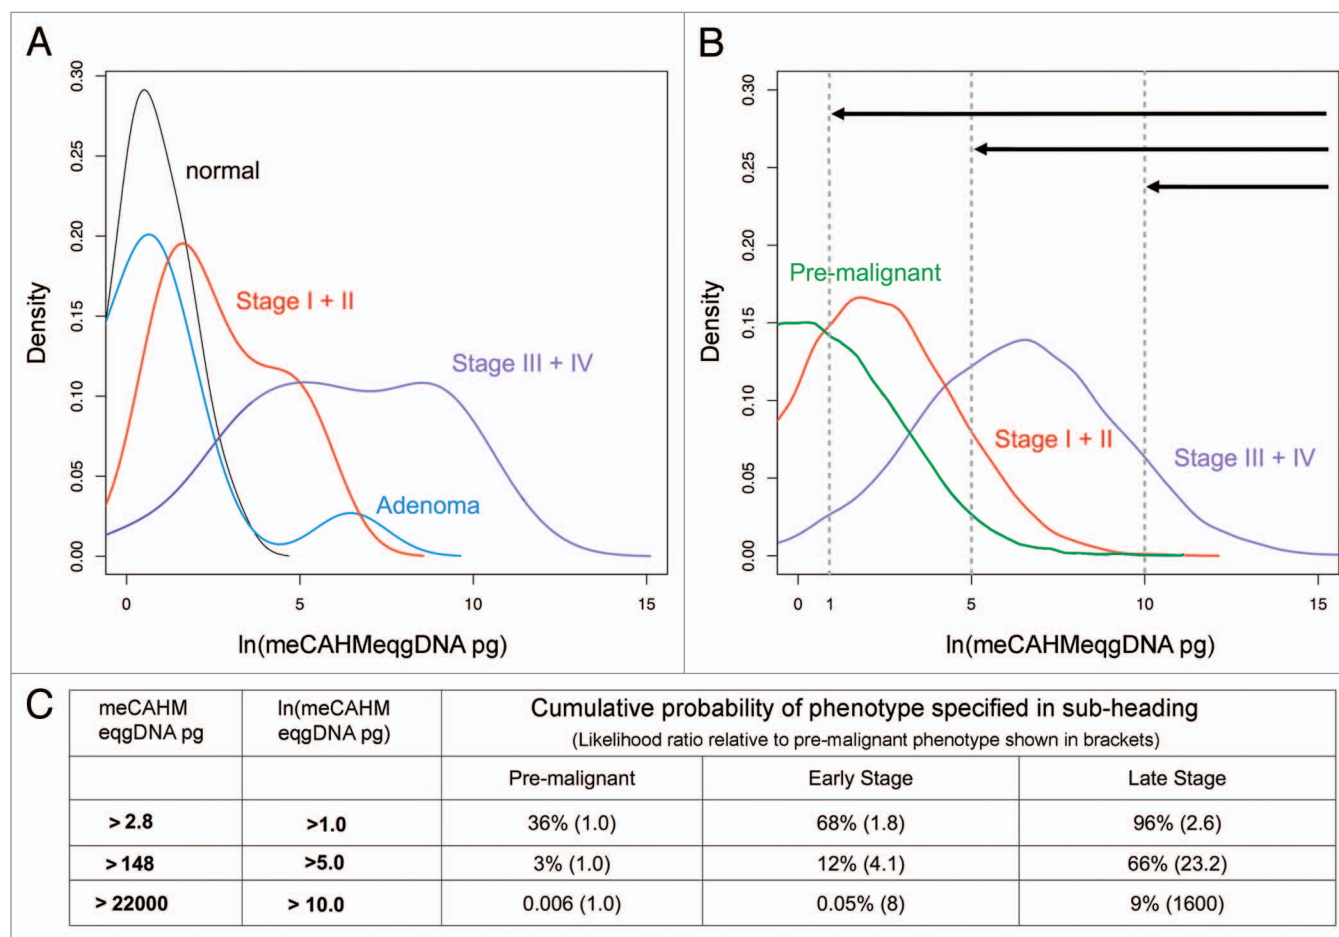 A
0.30
0.25
0.20
0.15
0.10
0.05
0.00
Density
normal
Stage I + II
Stage III + IV
Adenoma
0 5 10 15
ln(meCAHMeqgDNA pg)
B
0.30
0.25
0.20
0.15
0.10
0.05
0.00
Density
Pre-malignant
Stage I + II
Stage III + IV
0 1 5 10 15
ln(meCAHMeqgDNA pg)
C
meCAHM
eqgDNA pg
ln(meCAHM
eqgDNA pg)
Cumulative probability of phenotype specified in sub-heading
(Likelihood ratio relative to pre-malignant phenotype shown in brackets)
Pre-malignant Early Stage Late Stage
> 2.8 >1.0 36% (1.0) 68% (1.8) 96% (2.6)
> 148 >5.0 3% (1.0) 12% (4.1) 66% (23.2)
> 22000 > 10.0 0.006 (1.0) 0.05% (8) 9% (1600)